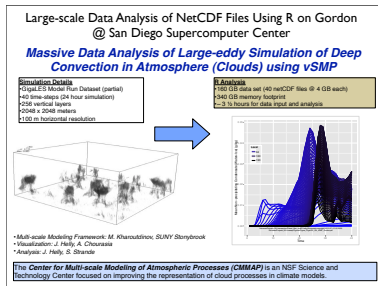 Large-scale Data Analysis of NetCDF Files Using R on Gordon
@ San Diego Supercomputer Center
Massive Data Analysis of Large-eddy Simulation of Deep
Convection in Atmosphere (Clouds) using vSMP
Simulation Details
•GigaLES Model Run Dataset (partial)
•40 time-steps (24 hour simulation)
•256 vertical layers
•2048 x 2048 meters
•100 m horizontal resolution
R Analysis
•160 GB data set (40 netCDF files @ 4 GB each)
•340 GB memory footprint
•~ 3 ½ hours for data input and analysis
Time
• Multi-scale Modeling Framework: M. Kharoutdinov, SUNY Stonybrook
•Visualization: J. Helly, A. Chourasia
•Analysis: J. Helly, S. Strande
The Center for Multi-scale Modeling of Atmospheric Processes (CMMAP) is an NSF Science and
Technology Center focused on improving the representation of cloud processes in climate models.